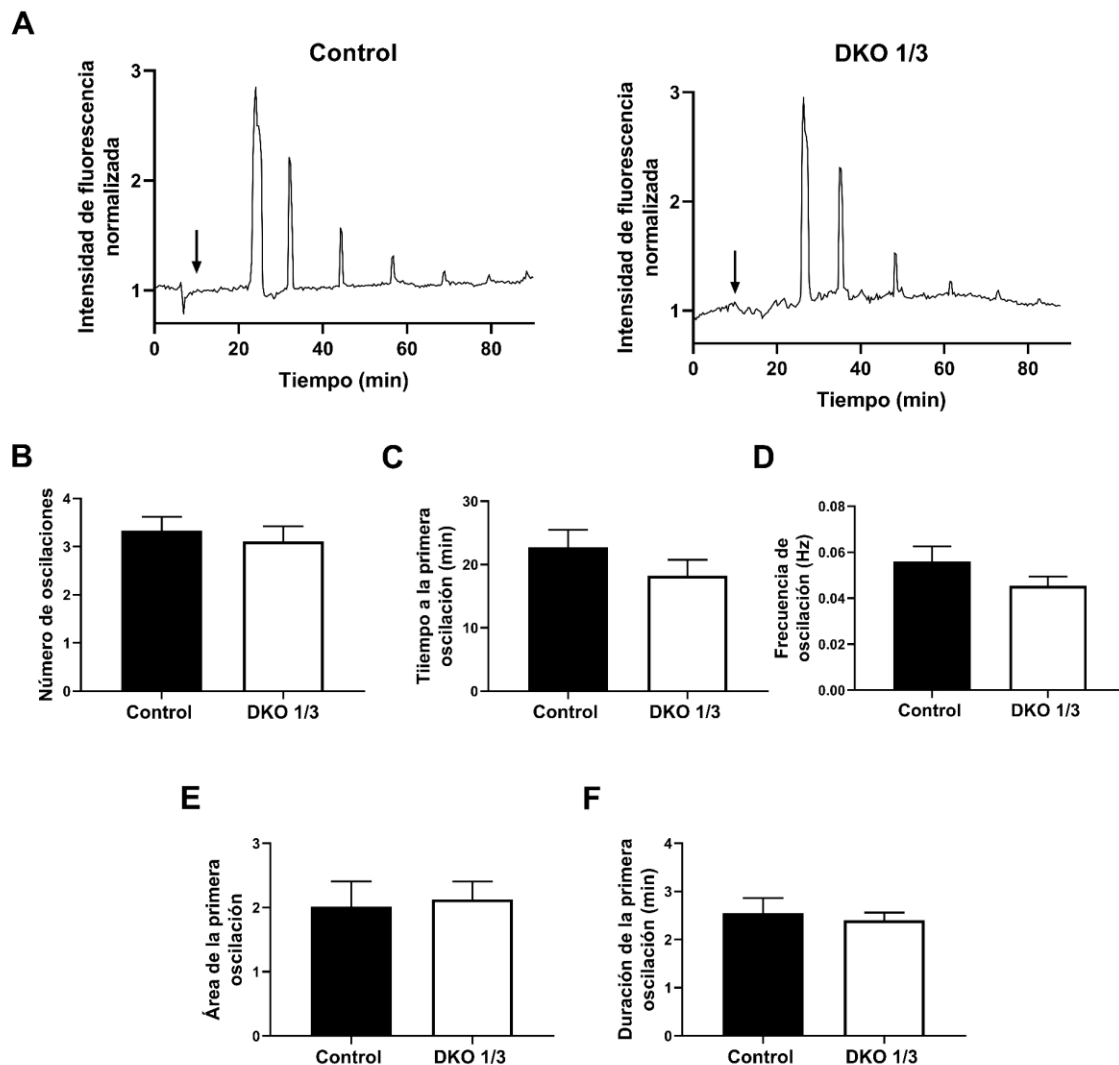 A
Control
Intensidad de fluorescencia
normalizada
3
2
1
0
20
40
60
80
Tiempo (min)
DKO 1/3
Intensidad de fluorescencia
normalizada
3
2
1
0
20
40
60
80
Tiempo (min)
B
Número de oscilaciones
4
3
2
1
0
Control
DKO 1/3
C
Tiiempo a la primera
oscilación (min)
30
20
10
0
Control
DKO 1/3
D
Frecuencia de
oscilación (Hz)
0.08
0.06
0.04
0.02
0.00
Control
DKO 1/3
E
Área de la primera
oscilación
3
2
1
0
Control
DKO 1/3
F
Duración de la primera
oscilación (min)
4
3
2
1
0
Control
DKO 1/3